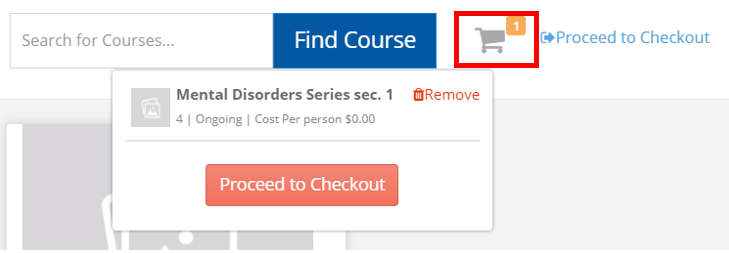 Search for Courses... Find Course 1 Proceed to Checkout
Mental Disorders Series sec. 1 Remove
4 | Ongoing | Cost Per person $0.00
Proceed to Checkout